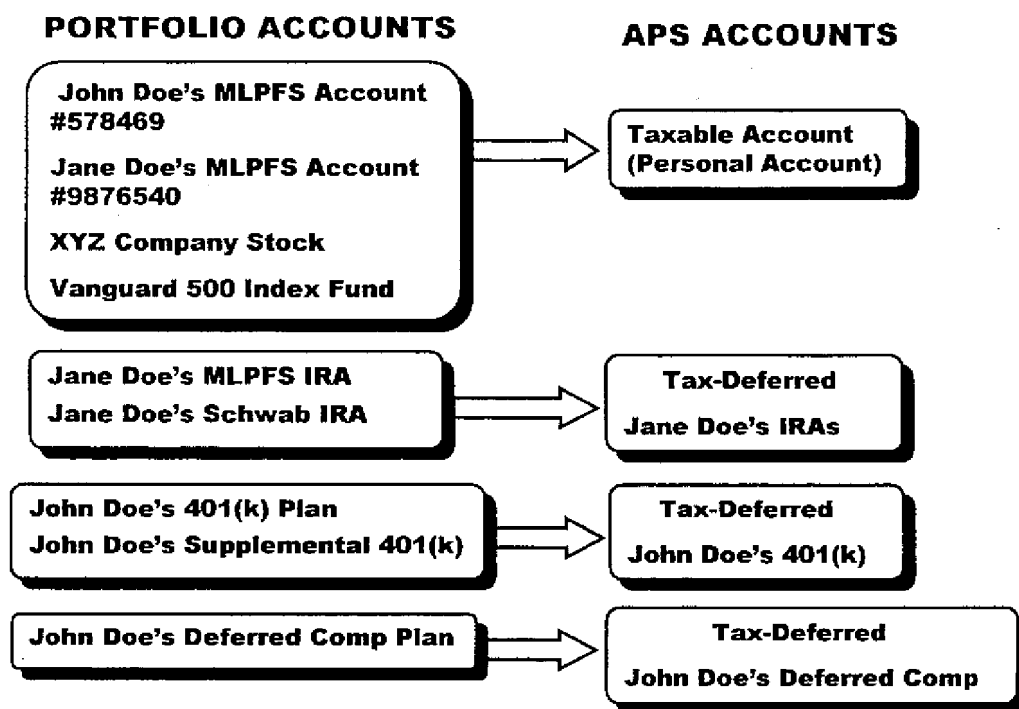 PORTFOLIO ACCOUNTS
APS ACCOUNTS
John Doe's MLPFS Account
#578469
Jane Doe's MLPFS Account
#9876540
XYZ Company Stock
Vanguard 500 Index Fund
Taxable Account
(Personal Account)
Jane Doe's MLPFS IRA
Jane Doe's Schwab IRA
Tax-Deferred
Jane Doe's IRAs
John Doe's 401(k) Plan
John Doe's Supplemental 401(k)
Tax-Deferred
John Doe's 401(k)
John Doe's Deferred Comp Plan
Tax-Deferred
John Doe's Deferred Comp